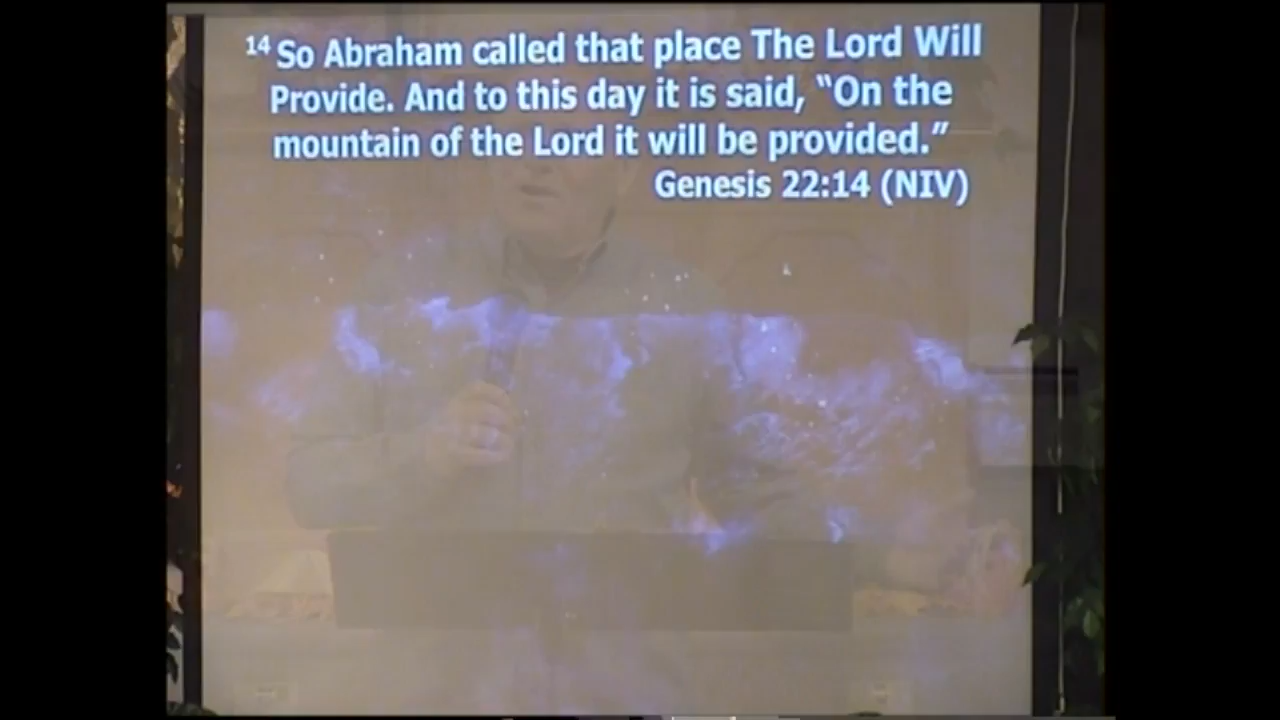 14 So Abraham called that place The Lord Will
Provide. And to this day it is said, “On the
mountain of the Lord it will be provided.”
Genesis 22:14 (NIV)